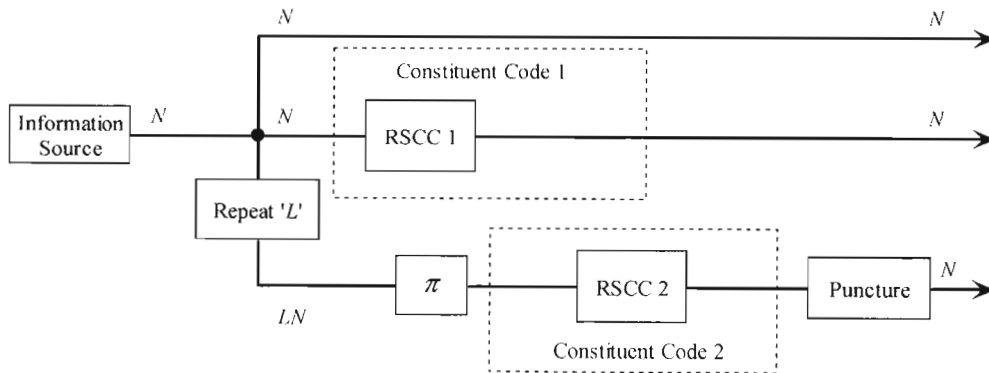 N
N
Constituent Code 1
Information
Source
N
N
RSCC 1
N
Repeat 'L'
π
RSCC 2
Puncture
N
LN
Constituent Code 2